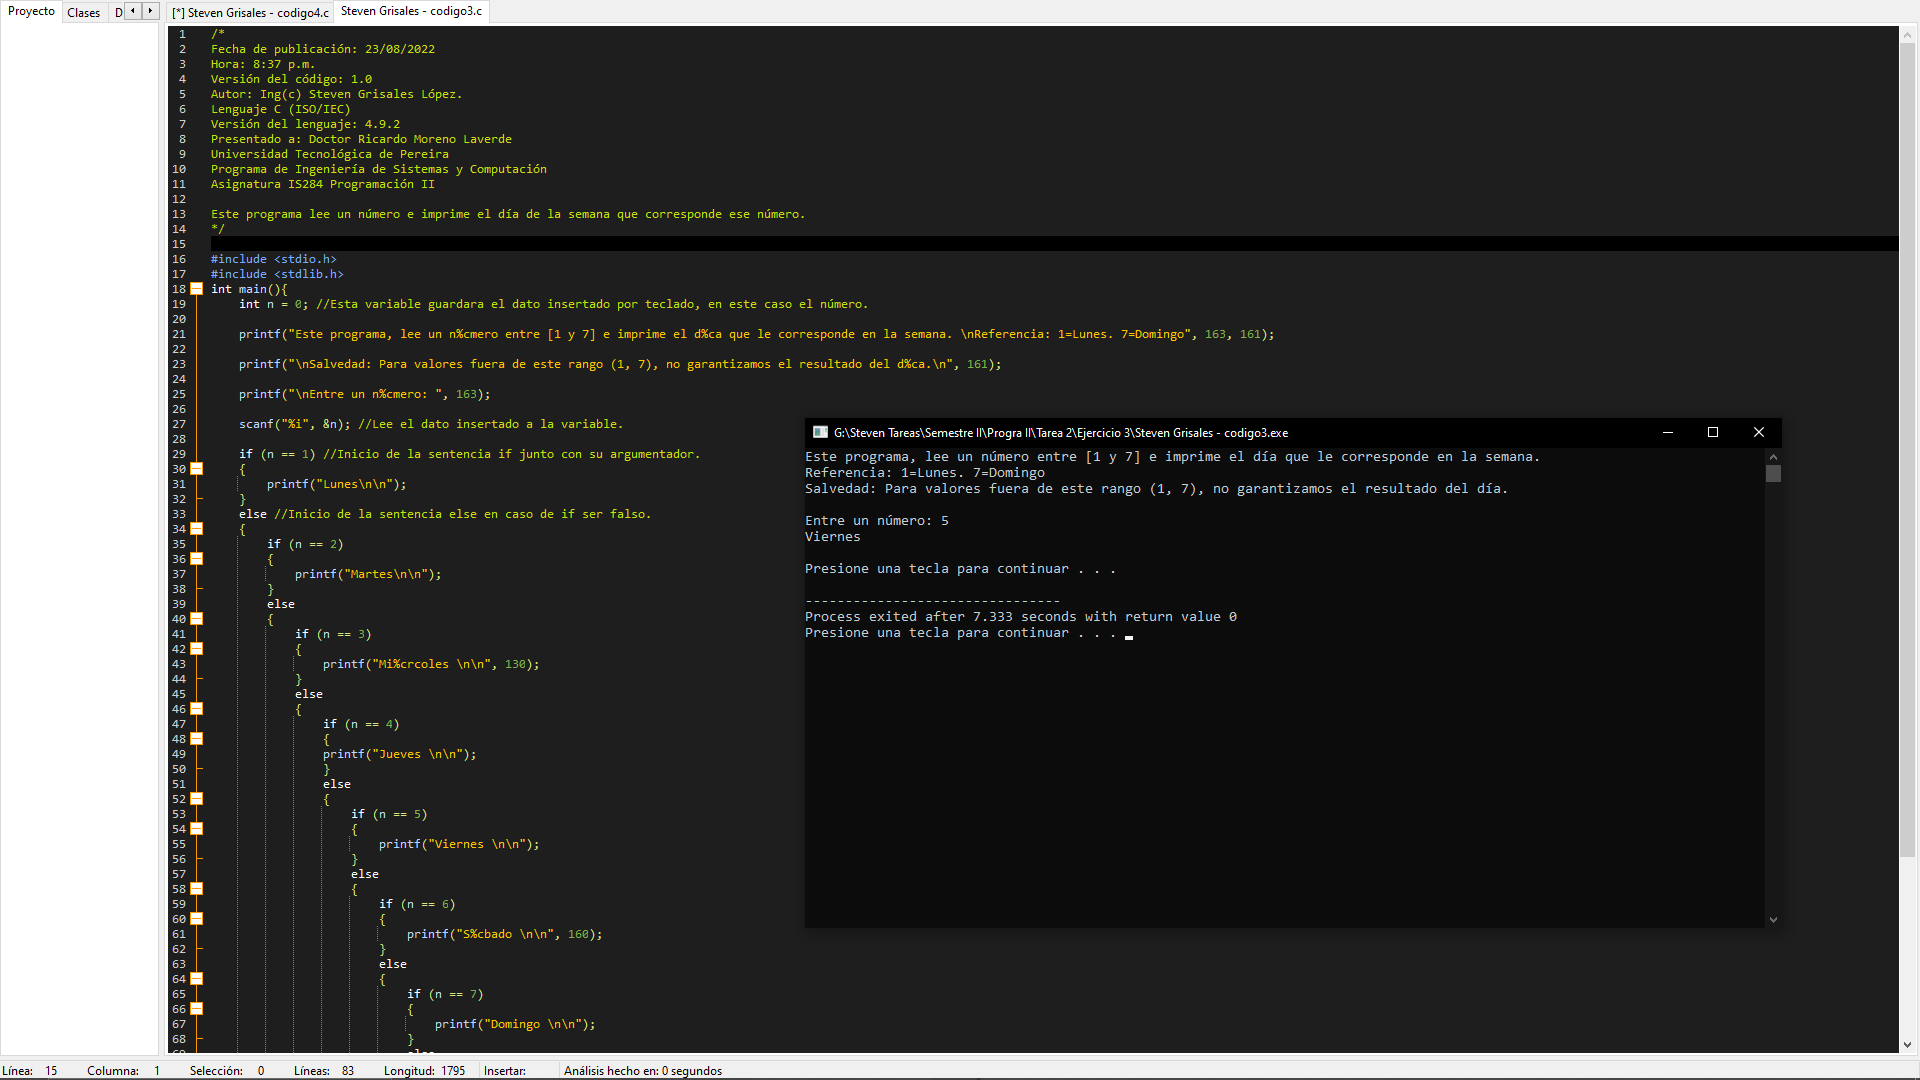 Proyecto Clases D [*] Steven Grisales - codigo4.c Steven Grisales - codigo3.c
1 /*
2 Fecha de publicación: 23/08/2022
3 Hora: 8:37 p.m.
4 Versión del código: 1.0
5 Autor: Ing(c) Steven Grisales López.
6 Lenguaje C (ISO/IEC)
7 Versión del lenguaje: 4.9.2
8 Presentado a: Doctor Ricardo Moreno Laverde
9 Universidad Tecnológica de Pereira
10 Programa de Ingeniería de Sistemas y Computación
11 Asignatura IS284 Programación II
12
13 Este programa lee un número e imprime el día de la semana que corresponde ese número.
14 */
15
16 #include <stdio.h>
17 #include <stdlib.h>
18 int main(){
19 int n = 0; //Esta variable guardara el dato insertado por teclado, en este caso el número.
20
21 printf("Este programa, lee un n%cmero entre [1 y 7] e imprime el d%ca que le corresponde en la semana. \nReferencia: 1=Lunes. 7=Domingo", 163, 161);
22
23 printf("\nSalvedad: Para valores fuera de este rango (1, 7), no garantizamos el resultado del d%ca.\n", 161);
24
25 printf("\nEntre un n%cmero: ", 163);
26
27 scanf("%i", &n); //Lee el dato insertado a la variable.
28
29 if (n == 1) //Inicio de la sentencia if junto con su argumentador.
30 {
31 printf("Lunes\n\n");
32 }
33 else //Inicio de la sentencia else en caso de if ser falso.
34 {
35 if (n == 2)
36 {
37 printf("Martes\n\n");
38 }
39 else
40 {
41 if (n == 3)
42 {
43 printf("Mi%crcoles \n\n", 130);
44 }
45 else
46 {
47 if (n == 4)
48 {
49 printf("Jueves \n\n");
50 }
51 else
52 {
53 if (n == 5)
54 {
55 printf("Viernes \n\n");
56 }
57 else
58 {
59 if (n == 6)
60 {
61 printf("S%cbado \n\n", 160);
62 }
63 else
64 {
65 if (n == 7)
66 {
67 printf("Domingo \n\n");
68 }
69 else
G:\Steven Tareas\Semestre II\Progra II\Tarea 2\Ejercicio 3\Steven Grisales - codigo3.exe
Este programa, lee un número entre [1 y 7] e imprime el día que le corresponde en la semana.
Referencia: 1=Lunes. 7=Domingo
Salvedad: Para valores fuera de este rango (1, 7), no garantizamos el resultado del día.
Entre un número: 5
Viernes
Presione una tecla para continuar . . .
--------------------------------
Process exited after 7.333 seconds with return value 0
Presione una tecla para continuar . . .
Línea: 15 Columna: 1 Selección: 0 Líneas: 83 Longitud: 1795 Insertar: Análisis hecho en: 0 segundos